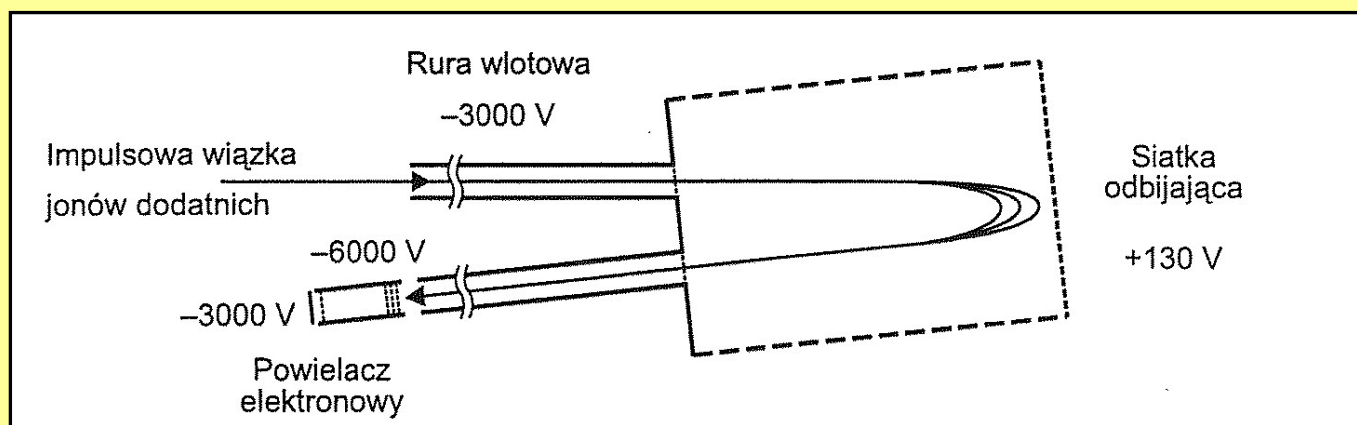 Rura wlotowa
–3000 V
Impulsowa wiązka
jonów dodatnich
Siatka
odbijająca
+130 V
–6000 V
–3000 V
Powielacz
elektronowy